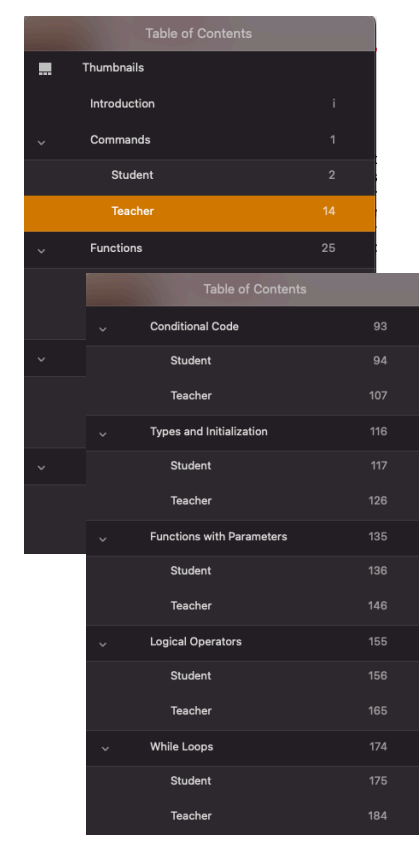 Table of Contents
Thumbnails
Introduction i
Commands 1
Student 2
Teacher 14
Functions 25
Table of Contents
Conditional Code 93
Student 94
Teacher 107
Types and Initialization 116
Student 117
Teacher 126
Functions with Parameters 135
Student 136
Teacher 146
Logical Operators 155
Student 156
Teacher 165
While Loops 174
Student 175
Teacher 184